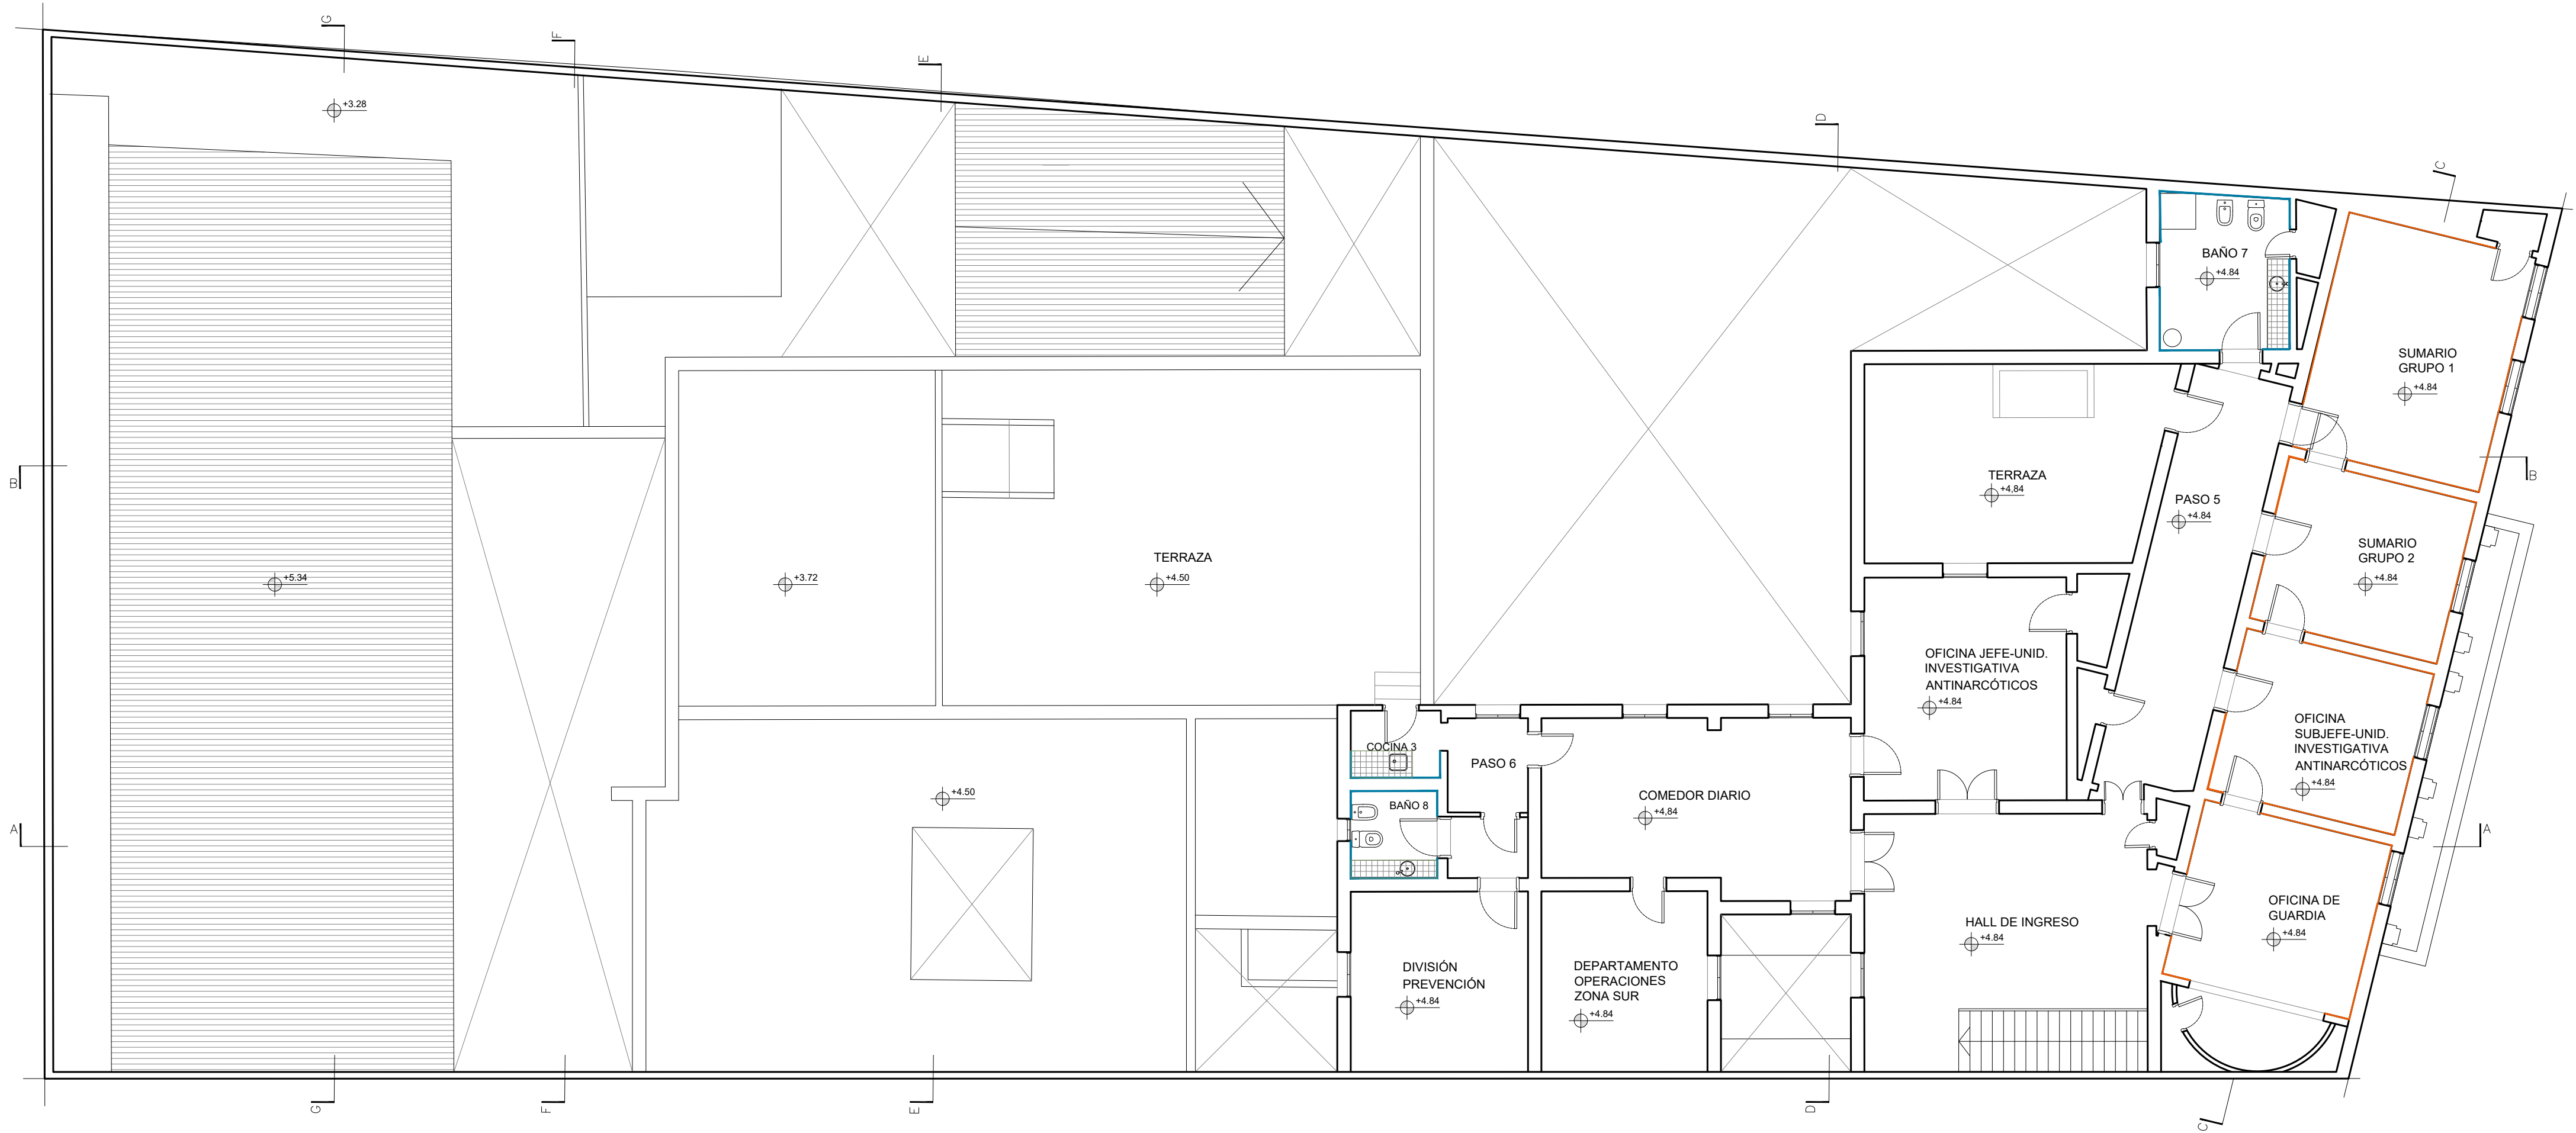 G
F
E
D
C
+3.28
BAÑO 7
+4.84
SUMARIO
GRUPO 1
+4.84
B
B
TERRAZA
+4,84
PASO 5
+4.84
SUMARIO
GRUPO 2
+4.84
+5.34
+3.72
TERRAZA
+4.50
OFICINA JEFE-UNID.
INVESTIGATIVA
ANTINARCÓTICOS
+4.84
OFICINA
SUBJEFE-UNID.
INVESTIGATIVA
ANTINARCÓTICOS
+4.84
COCINA 3
PASO 6
+4.50
BAÑO 8
COMEDOR DIARIO
+4,84
A
A
OFICINA DE
GUARDIA
+4.84
HALL DE INGRESO
+4.84
DIVISIÓN
PREVENCIÓN
+4.84
DEPARTAMENTO
OPERACIONES
ZONA SUR
+4.84
G
F
E
D
C